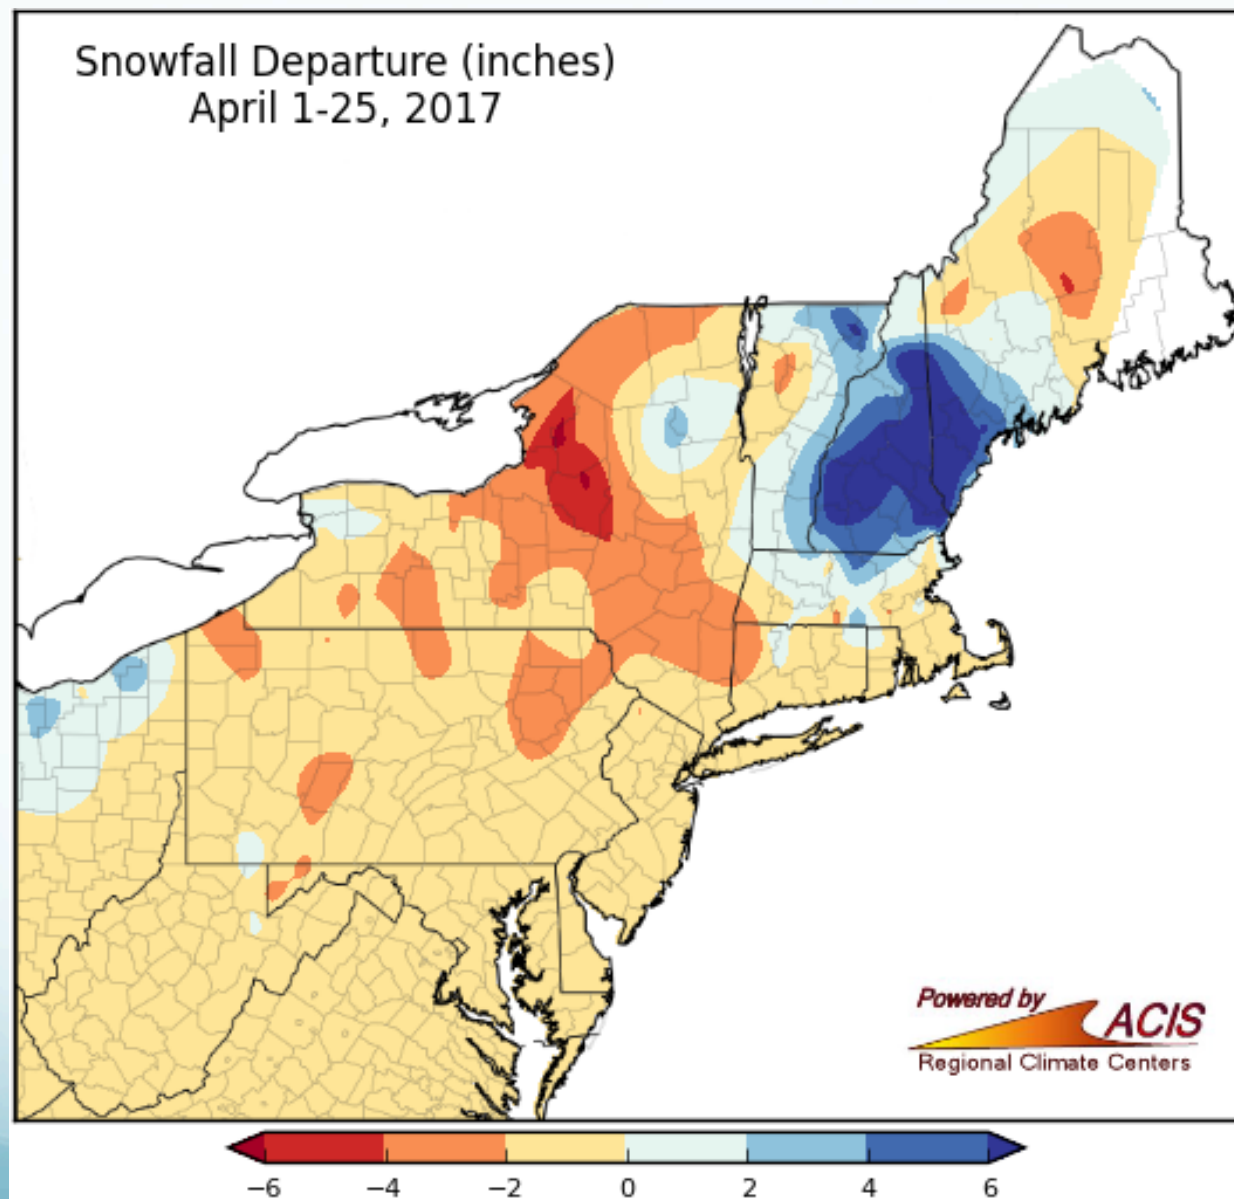 Snowfall Departure (inches)
April 1-25, 2017
Powered by
ACIS
Regional Climate Centers
−6 −4 −2 0 2 4 6